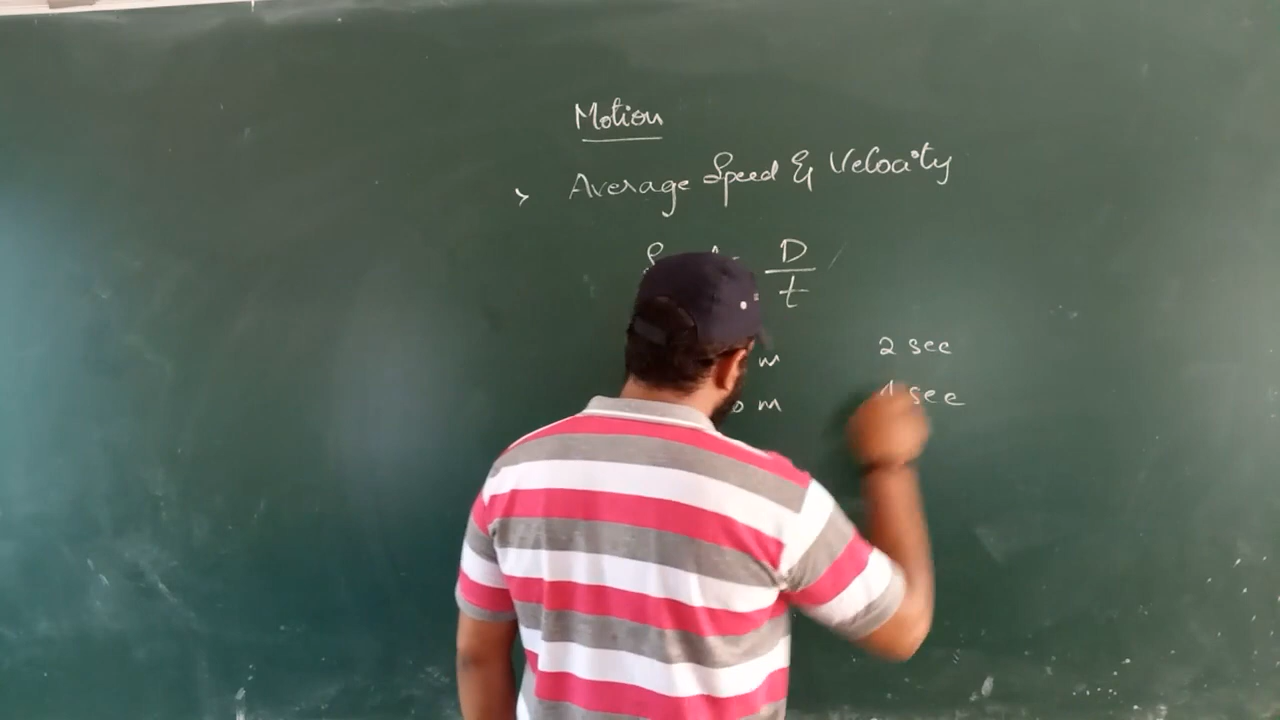 Motion
> Average Speed & Velocity
D
t
m 2 sec
m sec